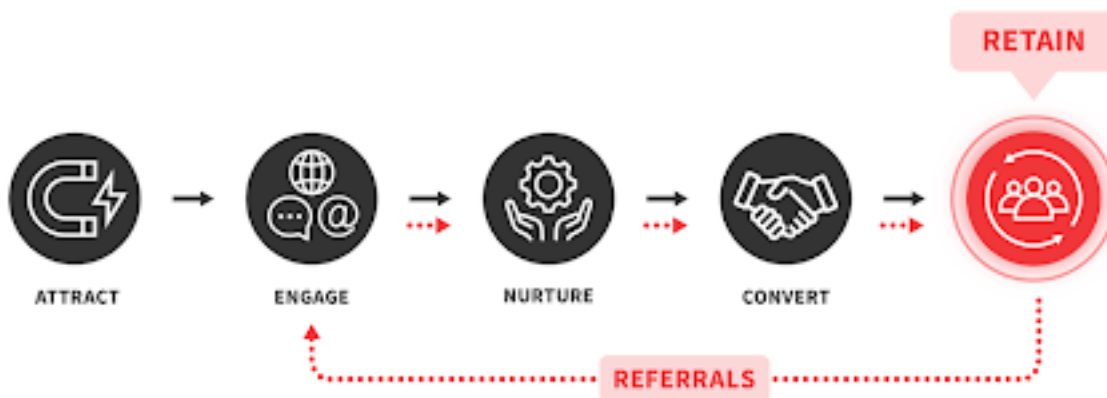 RETAIN
@
ATTRACT
ENGAGE
NURTURE
CONVERT
REFERRALS